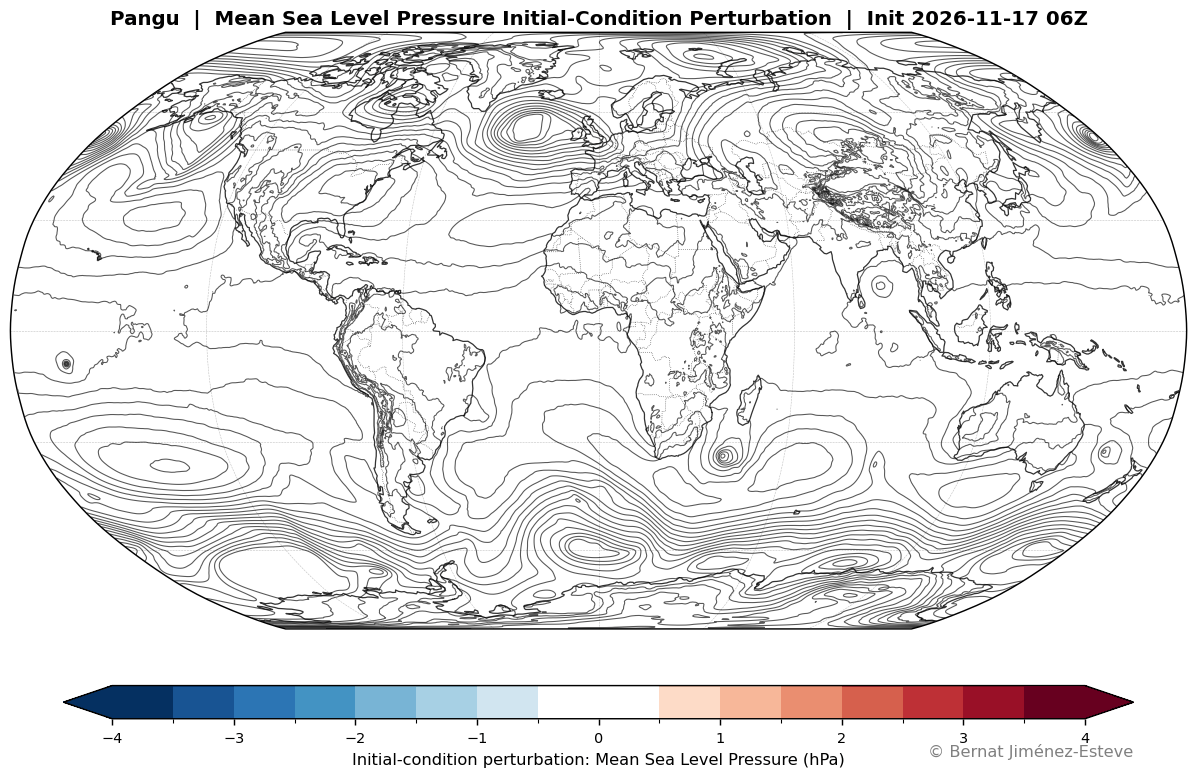 Pangu | Mean Sea Level Pressure Initial-Condition Perturbation | Init 2026-11-17 06Z
−4 −3 −2 −1 0 1 2 3 4
© Bernat Jiménez-Esteve
Initial-condition perturbation: Mean Sea Level Pressure (hPa)